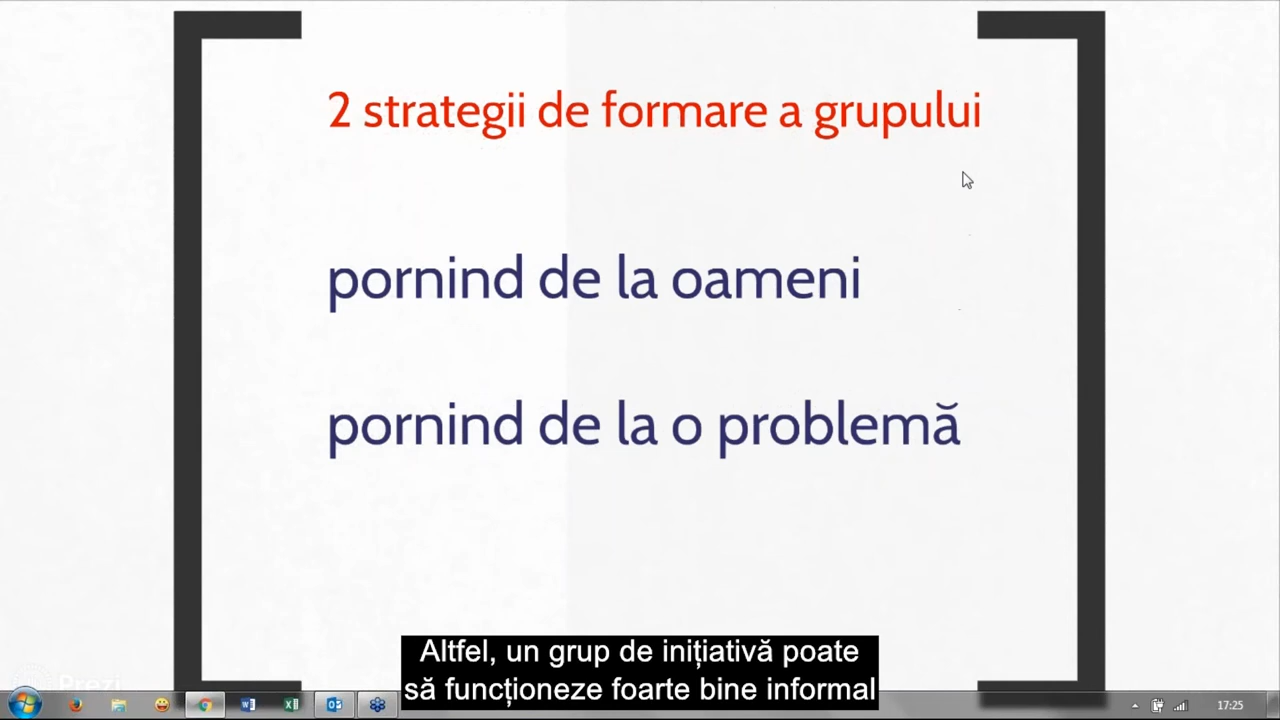 2 strategii de formare a grupului
pornind de la oameni
pornind de la o problemă
Altfel, un grup de inițiativă poate
să funcționeze foarte bine informal
Prezi
17:25